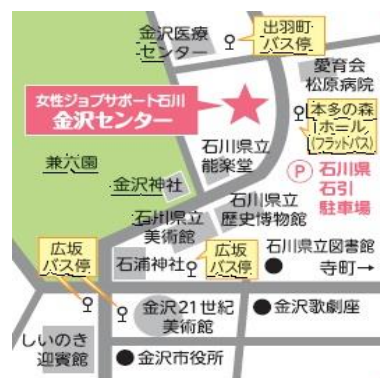 金沢医療
センター
出羽町
バス停
愛育会
松原病院
女性ジョブサポート石川
金沢センター
本多の森
ホール
(フラットバス)
石川県立
能楽堂
兼六園
P
石川県
石引
駐車場
金沢神社
石川県立
歴史博物館
石川県立
美術館
広坂
バス停
石浦神社
広坂
バス停
石川県立図書館
寺町→
金沢21世紀
美術館
金沢歌劇座
しいのき
迎賓館
金沢市役所